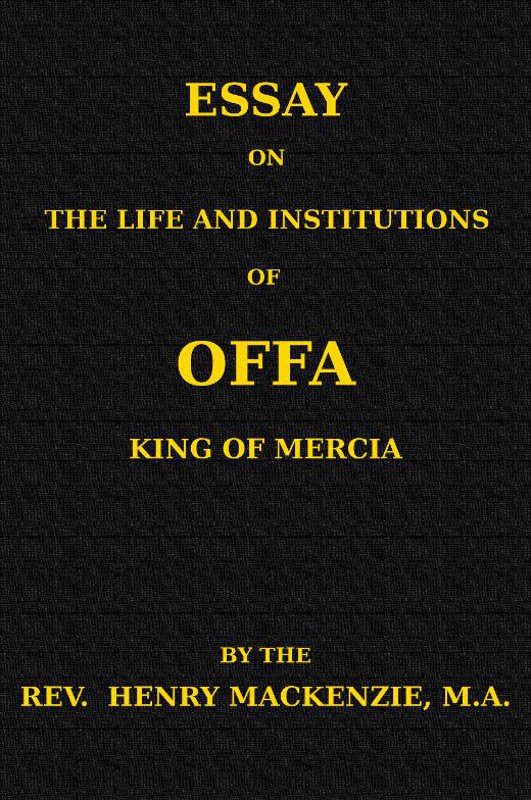 ESSAY
ON
THE LIFE AND INSTITUTIONS
OF
OFFA
KING OF MERCIA
BY THE
REV. HENRY MACKENZIE, M.A.